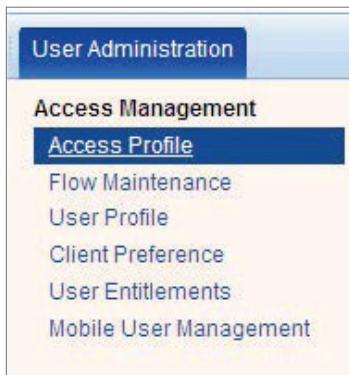 User Administration
Access Management
Access Profile
Flow Maintenance
User Profile
Client Preference
User Entitlements
Mobile User Management